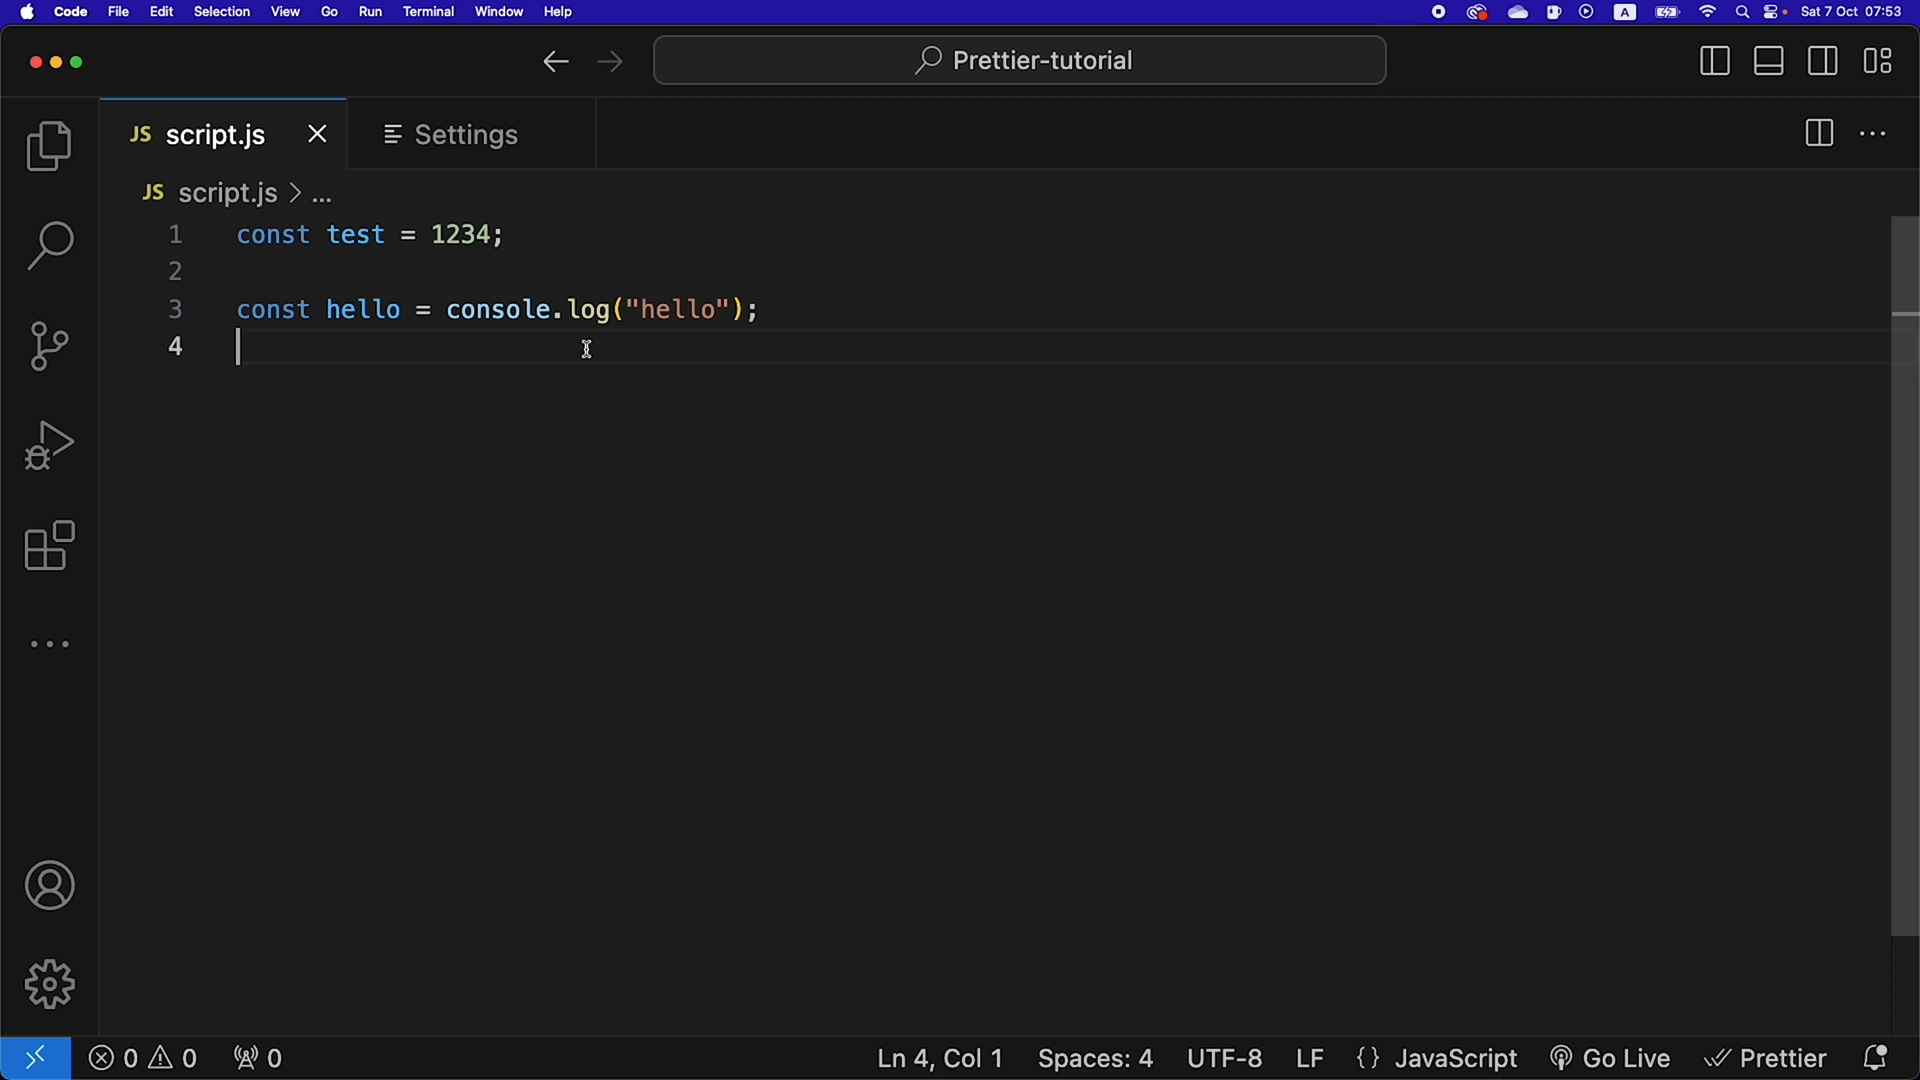 Code File Edit Selection View Go Run Terminal Window Help A Sat 7 Oct 07:53
Prettier-tutorial
JS script.js Settings
JS script.js > ...
1 const test = 1234;
2
3 const hello = console.log("hello");
4
0 0 0 Ln 4, Col 1 Spaces: 4 UTF-8 LF {} JavaScript Go Live Prettier